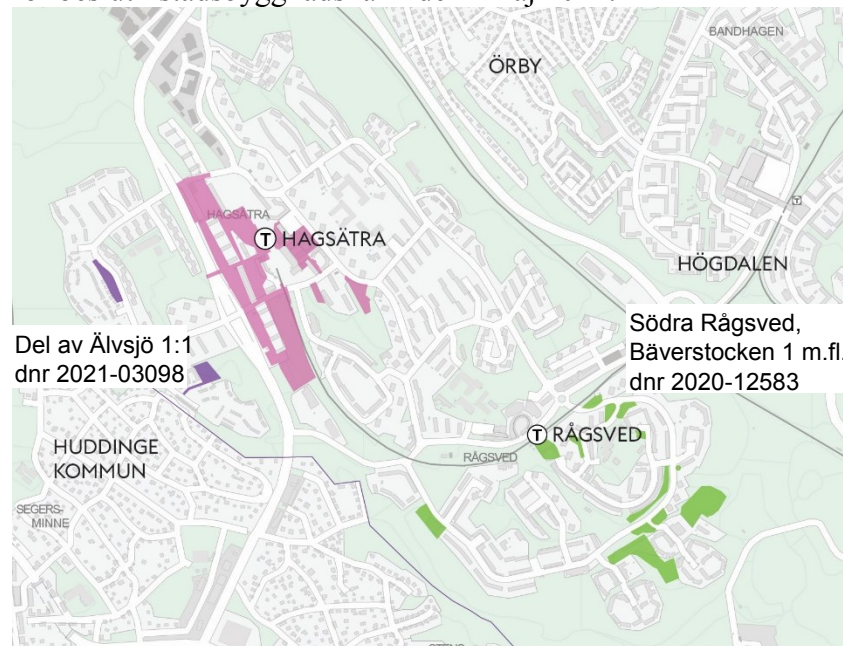 BANDHAGEN
ÖRBY
HAGSÄTRA
T HAGSÄTRA
T
HÖGDALEN
Del av Älvsjö 1:1
dnr 2021-03098
Södra Rågsved,
Bäverstocken 1 m.fl.
dnr 2020-12583
T RÅGSVED
RÅGSVED
HUDDINGE
KOMMUN
SEGERS-
MINNE